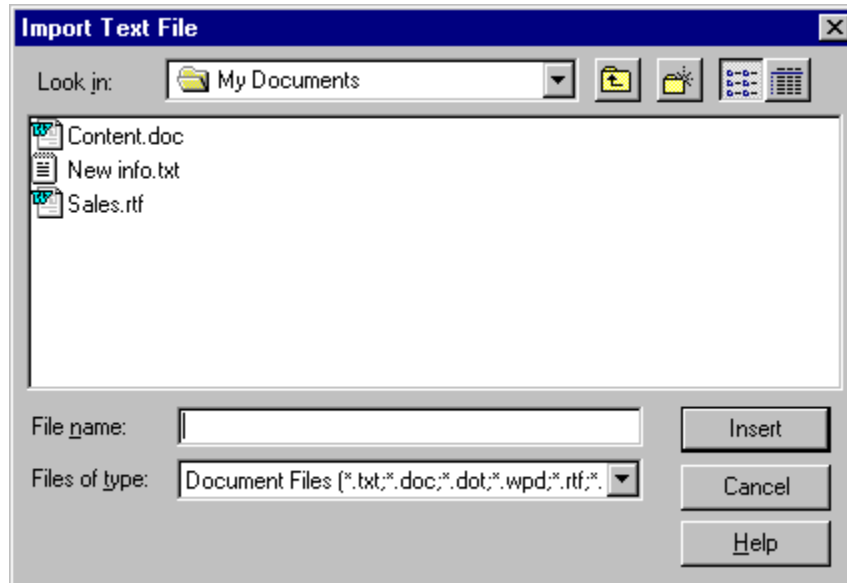 Import Text File
Look in: My Documents
Content.doc
New info.txt
Sales.rtf
File name: Insert
Files of type: Document Files (*.txt;*.doc;*.dot;*.wpd;*.rtf;*.
Cancel
Help